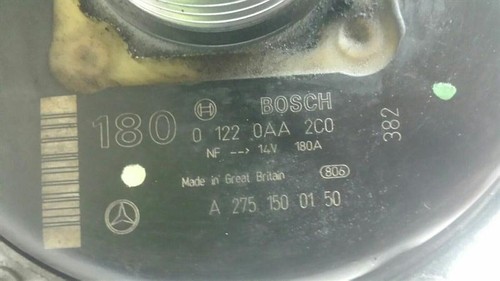 BOSCH
180
0 122 0AA 2C0
NF --> 14V 180A
Made in Great Britain
806
A 275 150 01 50
382